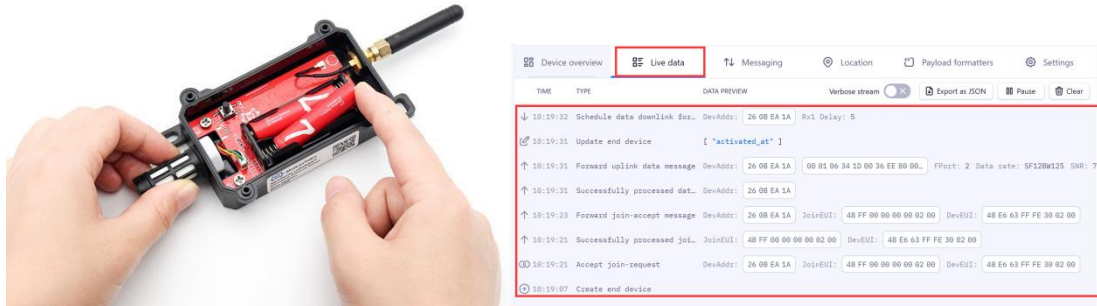 Device overview
Live data
Messaging
Location
Payload formatters
Settings
TIME TYPE DATA PREVIEW Verbose stream Export as JSON Pause Clear
10:19:32 Schedule data downlink for… DevAddr: 26 0B EA 1A Rx1 Delay: 5
10:19:31 Update end device [ "activated_at" ]
10:19:31 Forward uplink data message DevAddr: 26 0B EA 1A 00 01 06 34 1D 00 36 EE 80 00… FPort: 2 Data rate: SF12BW125 SNR: 7
10:19:31 Successfully processed dat… DevAddr: 26 0B EA 1A
10:19:23 Forward join-accept message DevAddr: 26 0B EA 1A JoinEUI: 48 FF 00 00 00 00 02 00 DevEUI: 48 E6 63 FF FE 30 02 00
10:19:21 Successfully processed joi… JoinEUI: 48 FF 00 00 00 00 02 00 DevEUI: 48 E6 63 FF FE 30 02 00
10:19:21 Accept join-request DevAddr: 26 0B EA 1A JoinEUI: 48 FF 00 00 00 00 02 00 DevEUI: 48 E6 63 FF FE 30 02 00
10:19:07 Create end device